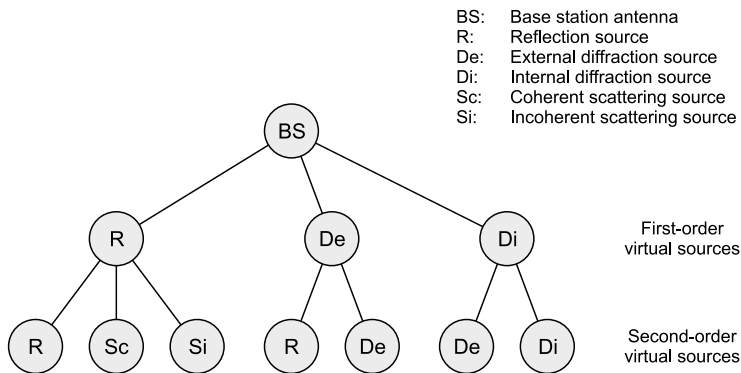 BS: Base station antenna
R: Reflection source
De: External diffraction source
Di: Internal diffraction source
Sc: Coherent scattering source
Si: Incoherent scattering source
BS
R De Di First-order
virtual sources
R Sc Si R De De Di Second-order
virtual sources